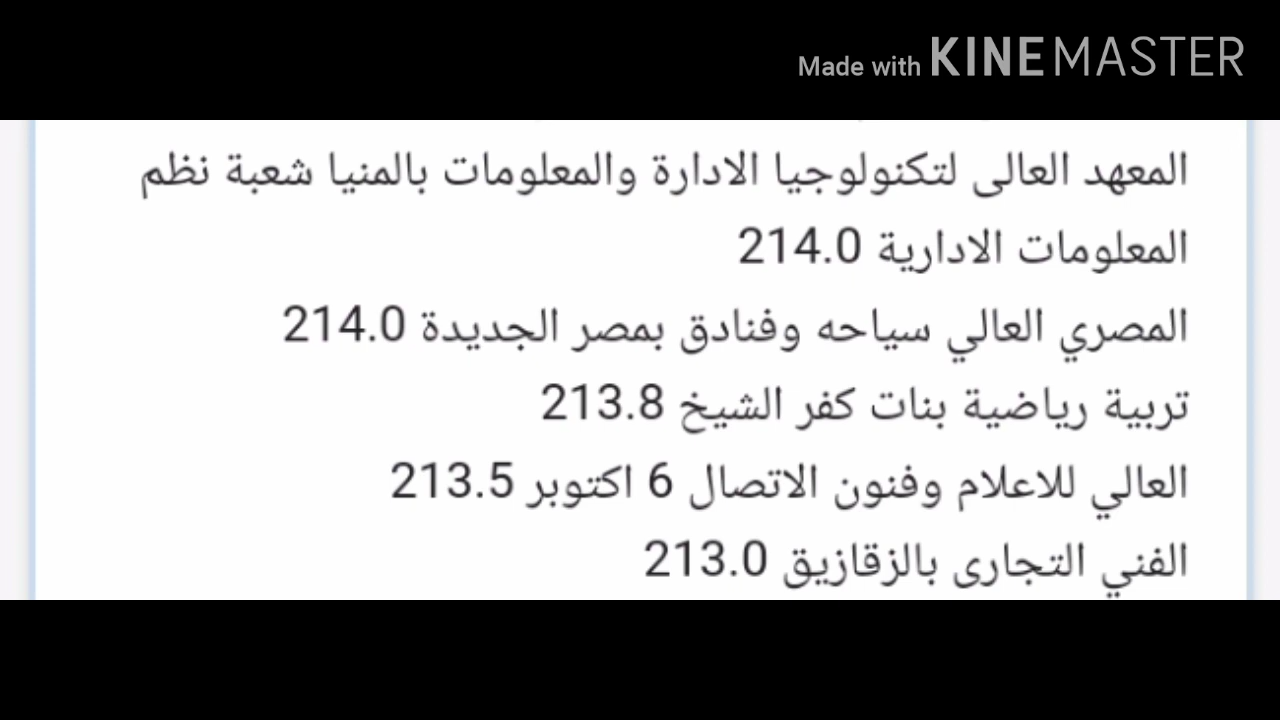 Made with KINEMASTER
المعهد العالى لتكنولوجيا الادارة والمعلومات بالمنيا شعبة نظم
المعلومات الادارية 214.0
المصري العالي سياحه وفنادق بمصر الجديدة 214.0
تربية رياضية بنات كفر الشيخ 213.8
العالي للاعلام وفنون الاتصال 6 اكتوبر 213.5
الفني التجارى بالزقازيق 213.0